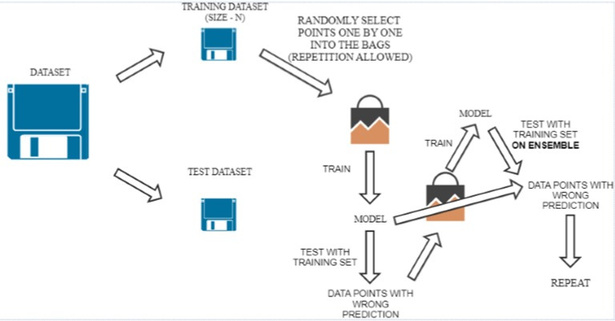 TRAINING DATASET
(SIZE - N)
RANDOMLY SELECT
POINTS ONE BY ONE
INTO THE BAGS
(REPETITION ALLOWED)
DATASET
TEST DATASET
TRAIN
MODEL
TEST WITH
TRAINING SET
DATA POINTS WITH
WRONG
PREDICTION
TRAIN
MODEL
TEST WITH
TRAINING SET
ON ENSEMBLE
DATA POINTS WITH
WRONG
PREDICTION
REPEAT